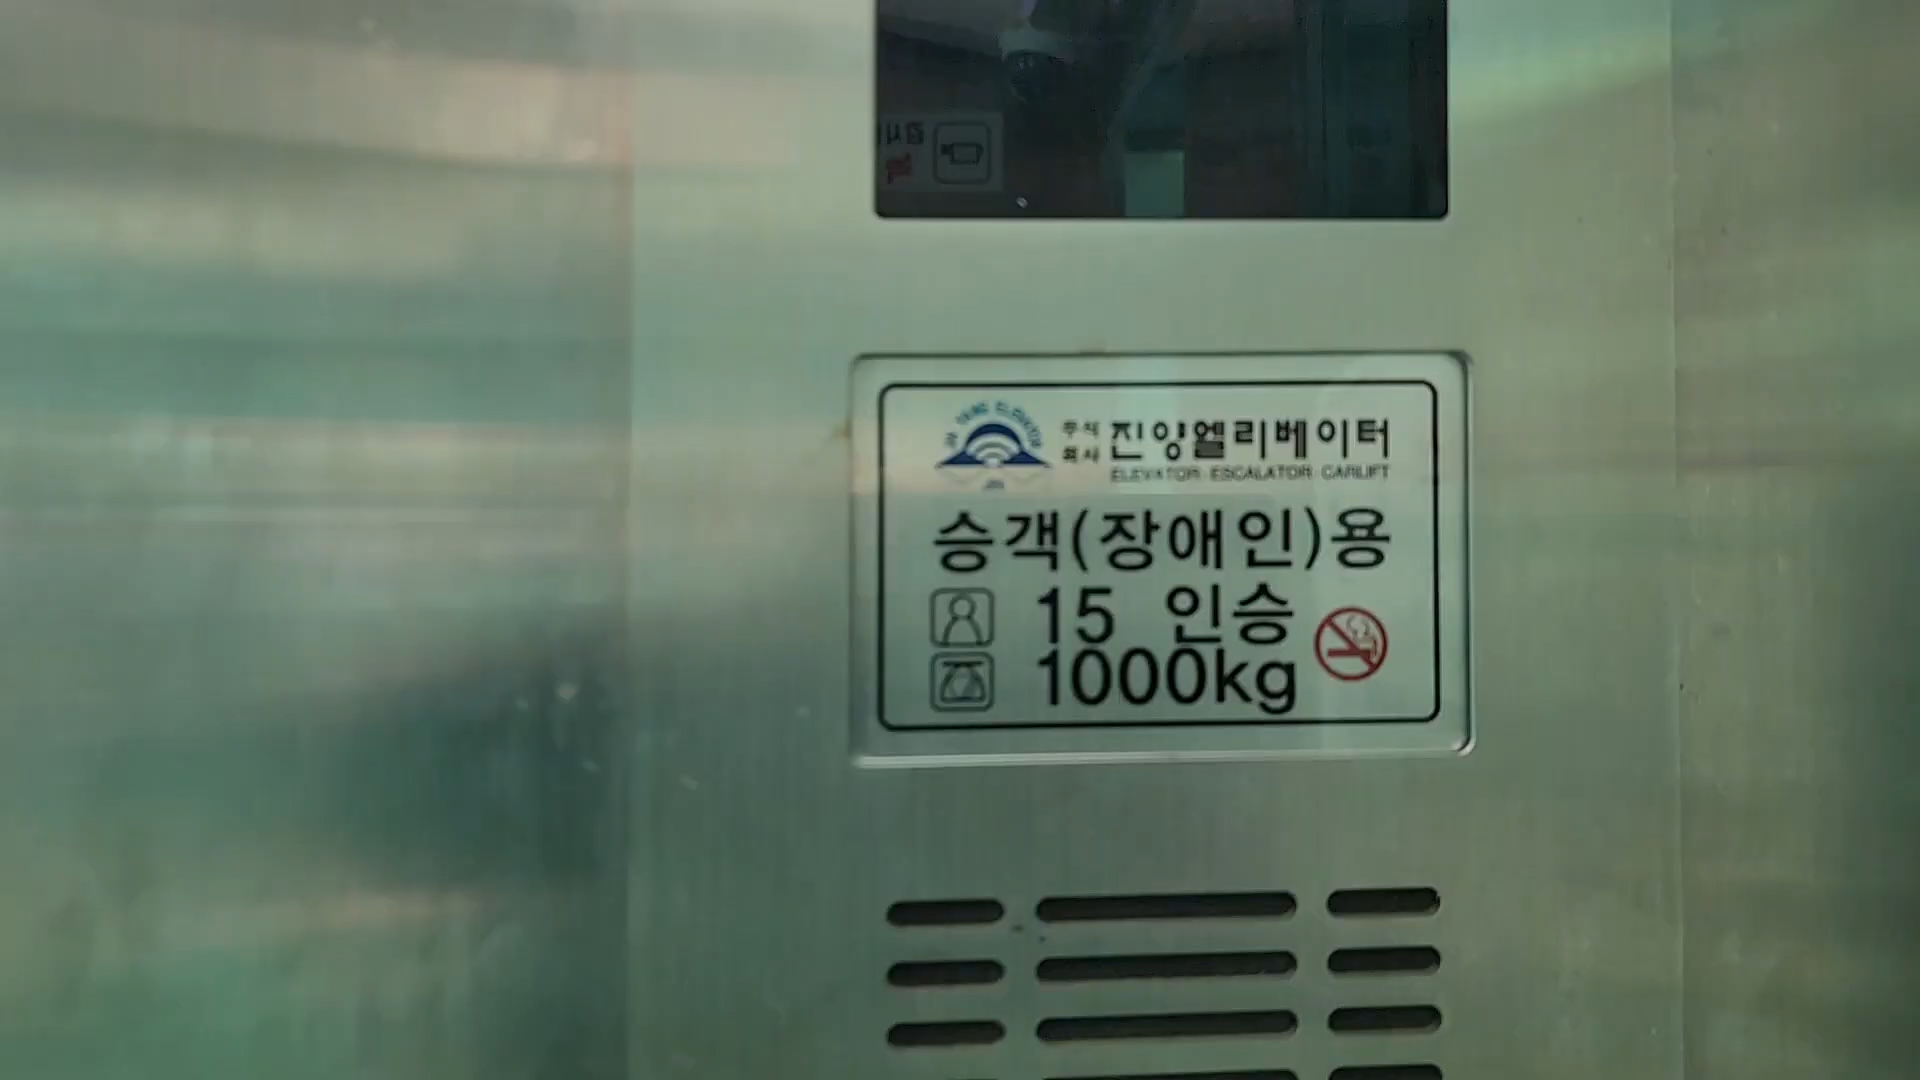 주식 회사 진양엘리베이터
ELEVATOR · ESCALATOR · CARLIFT
승객(장애인)용
15 인승
1000kg